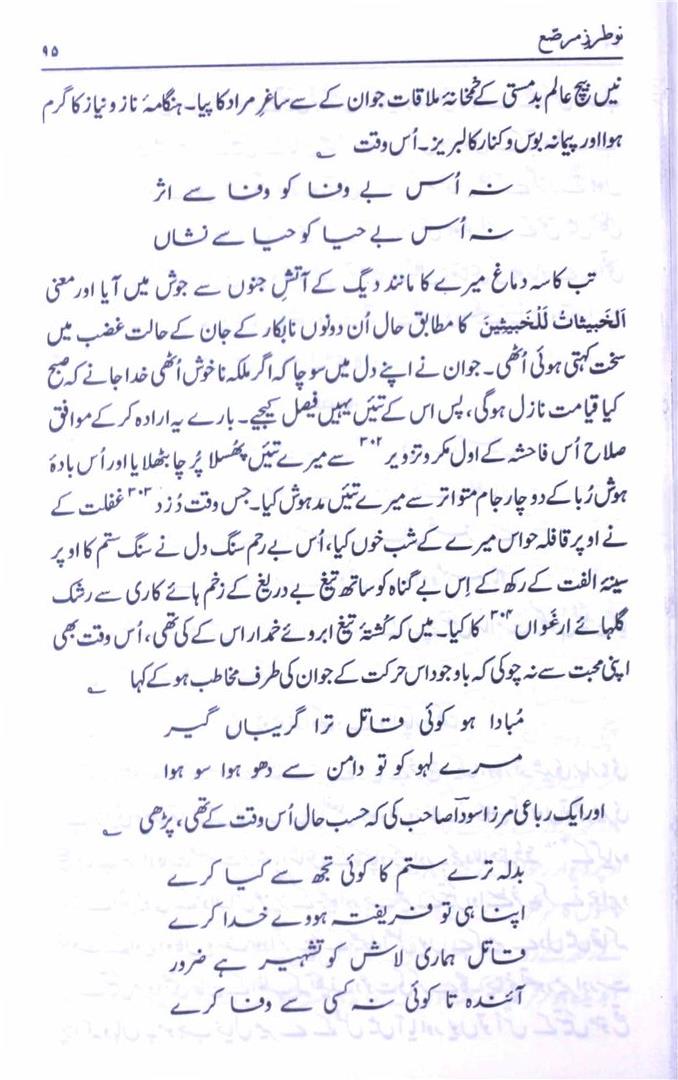 نو طرزِ مرصّع
۹۵
نیں بیچ عالم بدمستی کے خمخانۂ ملاقات جوان کے سے ساغرِ مراد کا پیا۔ ہنگامۂ ناز و نیاز کا گرم
ہوا اور پیمانہ بوس و کنار کا لبریز۔ اُس وقت ؎
نہ اُس بے وفا کو وفا سے اثر
نہ اُس بے حیا کو حیا سے نشاں
تب کاسہ دماغ میرے کا مانند دیگ کے آتشِ جنوں سے جوش میں آیا اور معنی
اَلخَبیثاتُ لَلْخَبیثِینَ کا مطابق حال اُن دونوں نابکار کے جان کے حالت غضب میں
سخت کہتی ہوئی اُٹھی۔ جوان نے اپنے دل میں سوچا کہ اگر ملکہ ناخوش اُٹھی خدا جانے کہ صبح
کیا قیامت نازل ہوگی، پس اس کے تئیں یہیں فیصل کیجیے۔ بارے یہ ارادہ کر کے موافق
صلاح اُس فاحشہ کے اول مکر و تزویر ۳۰۲ سے میرے تئیں پھُسلا پُرچا بٹھلایا اور اُس بادۂ
ہوش رُبا کے دو چار جام متواتر سے میرے تئیں مدہوش کیا۔ جس وقت دُزد ۳۰۳ غفلت کے
نے اوپر قافلہ حواس میرے کے شب خوں کیا، اُس بے رحم سنگ دل نے سنگ ستم کا اوپر
سینۂ الفت کے رکھ کے اِس بے گناہ کو ساتھ تیغِ بے دریغ کے زخم ہائے کاری سے رشک
گلہائے ارغواں ۳۰۴ کا کیا۔ میں کہ کُشتۂ تیغ ابروئے خمدار اس کے کی تھی، اُس وقت بھی
اپنی محبت سے نہ چوکی کہ باوجود اس حرکت کے جوان کی طرف مخاطب ہو کے کہا ؎
مُبادا ہو کوئی قاتل ترا گریباں گیر
مرے لہو کو تو دامن سے دھو ہوا سو ہوا
اور ایک رباعی مرزا سوداؔ صاحب کی کہ حسب حال اُس وقت کے تھی، پڑھی ؎
بدلہ ترے ستم کا کوئی تجھ سے کیا کرے
اپنا ہی تو فریفتہ ہووے خدا کرے
قاتل ہماری لاش کو تشہیر ہے ضرور
آئندہ تا کوئی نہ کسی سے وفا کرے